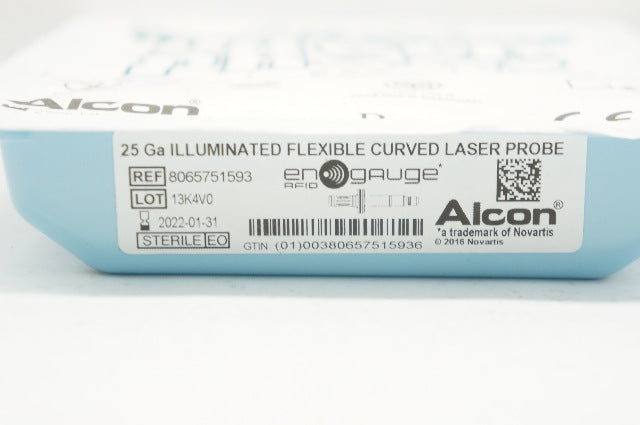 Alcon®
25 Ga ILLUMINATED FLEXIBLE CURVED LASER PROBE
REF 8065751593
engauge*
RFID
LOT 13K4V0
2022-01-31
STERILE EO
GTIN (01)00380657515936
Alcon®
*a trademark of Novartis
© 2016 Novartis